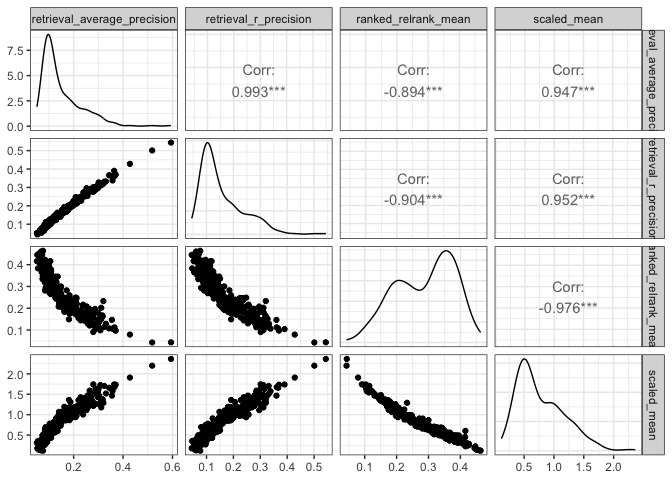 retrieval_average_precision retrieval_r_precision ranked_relrank_mean scaled_mean
7.5
5.0
2.5
0.0
Corr:
0.993***
Corr:
-0.894***
Corr:
0.947***
eval_average_preci
0.5
0.4
0.3
0.2
0.1
Corr:
-0.904***
Corr:
0.952***
etrieval_r_precision
0.4
0.3
0.2
0.1
Corr:
-0.976***
anked_relrank_mea
2.0
1.5
1.0
0.5
scaled_mean
0.2 0.4 0.6 0.1 0.2 0.3 0.4 0.5 0.1 0.2 0.3 0.4 0.5 1.0 1.5 2.0